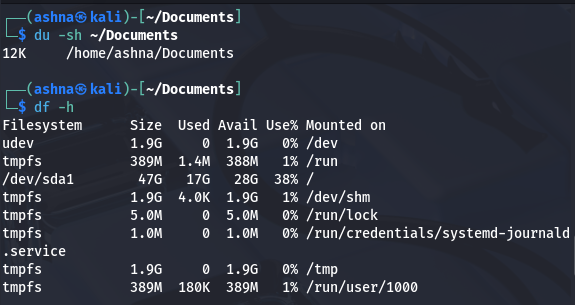 ┌──(ashna㉿kali)-[~/Documents]
└─$ du -sh ~/Documents
12K     /home/ashna/Documents
┌──(ashna㉿kali)-[~/Documents]
└─$ df -h
Filesystem      Size  Used Avail Use% Mounted on
udev            1.9G     0  1.9G   0% /dev
tmpfs           389M  1.4M  388M   1% /run
/dev/sda1        47G   17G   28G  38% /
tmpfs           1.9G  4.0K  1.9G   1% /dev/shm
tmpfs           5.0M     0  5.0M   0% /run/lock
tmpfs           1.0M     0  1.0M   0% /run/credentials/systemd-journald
.service
tmpfs           1.9G     0  1.9G   0% /tmp
tmpfs           389M  180K  389M   1% /run/user/1000